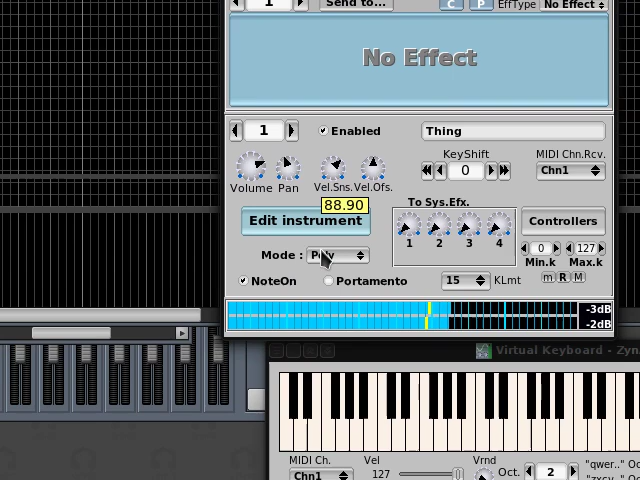 1 Send to... C P EffType No Effect
No Effect
1 Enabled Thing
KeyShift MIDI Chn.Rcv.
0 Chn1
Volume Pan Vel.Sns. Vel.Ofs.
88.90
To Sys.Efx.
Edit instrument Controllers
1 2 3 4
0 127
Mode : Min.k Max.k
NoteOn Portamento 15 KLmt m R M
-3dB
-2dB
Virtual Keyboard - Zyn
MIDI Ch. Vel Vrnd "qwer.." Oc
Chn1 127 Oct. 2